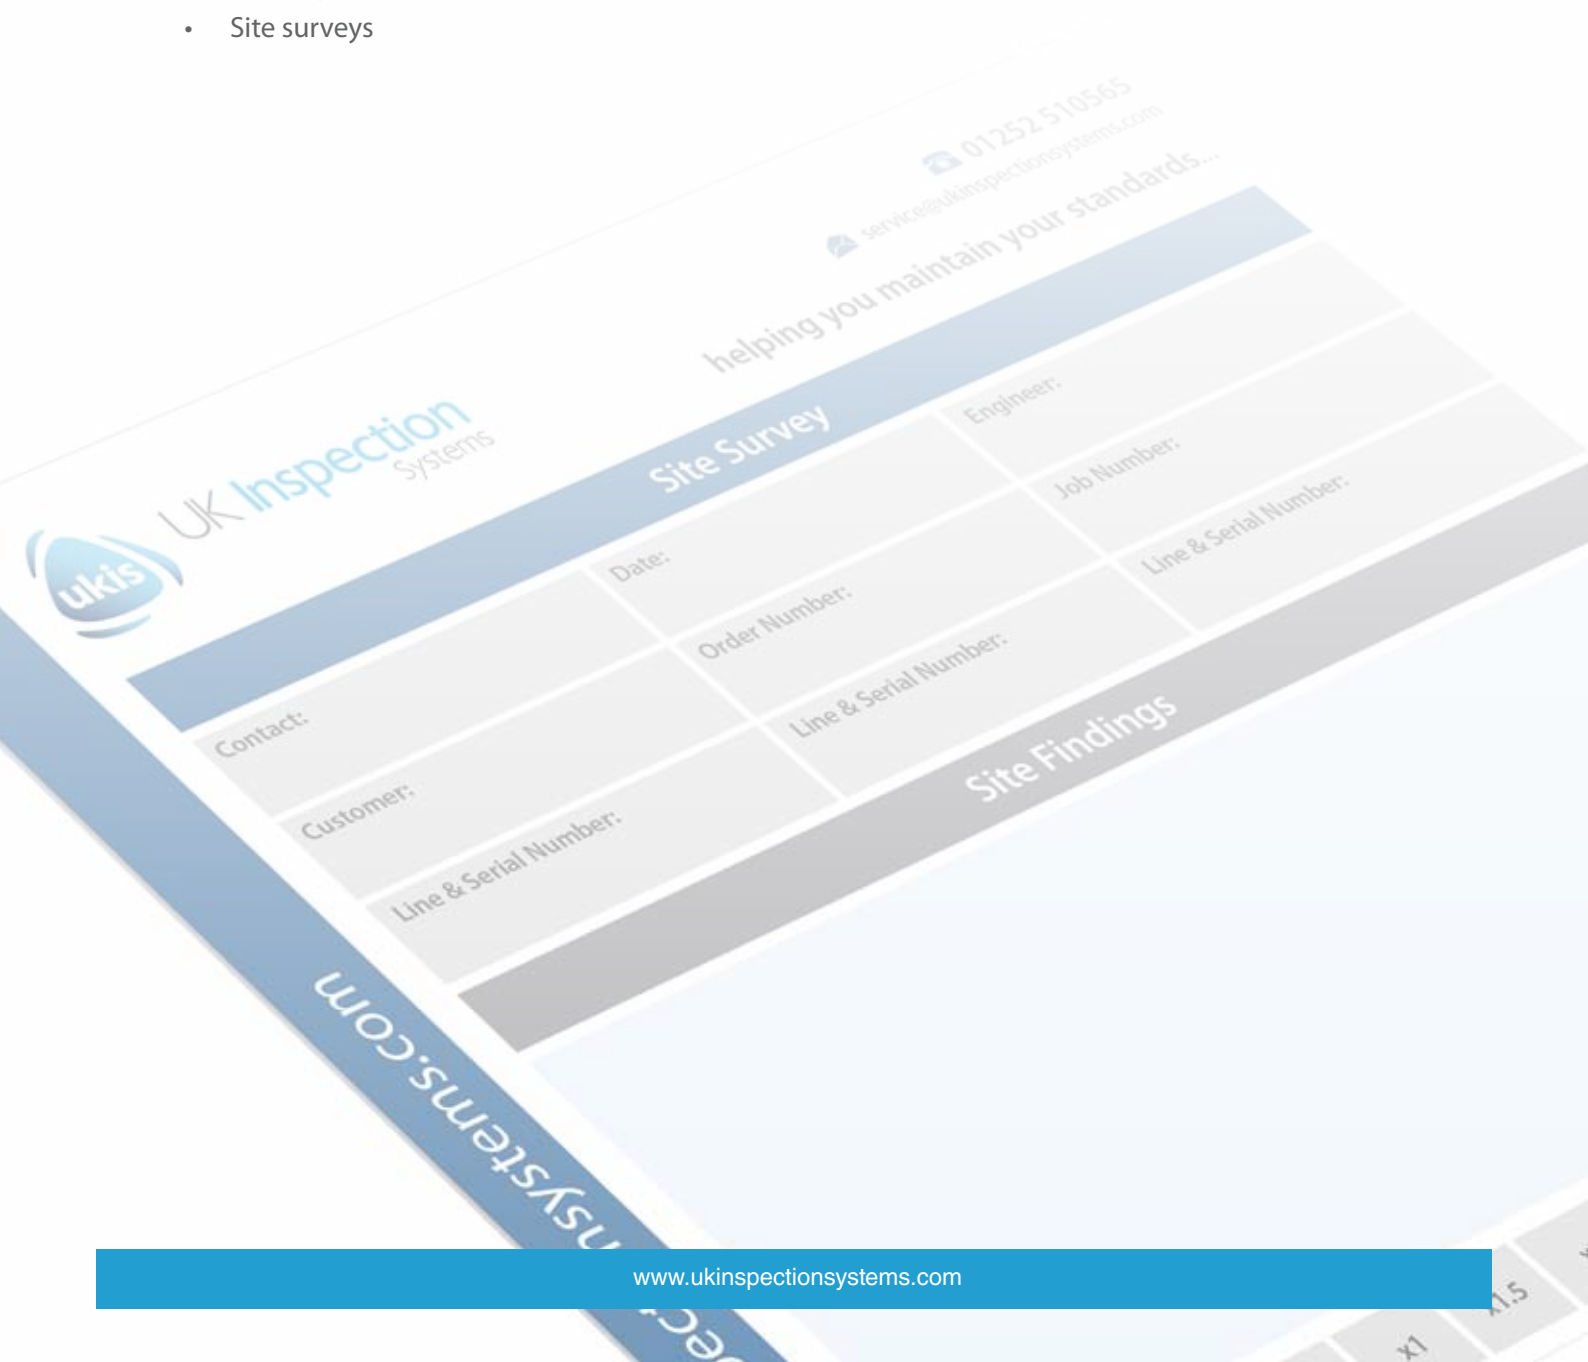 • Site surveys
01252 510565
service@ukinspectionsystems.com
helping you maintain your standards...
UK Inspection
Systems
ukis
Site Survey
Contact:
Date:
Engineer:
Customer:
Order Number:
Job Number:
Line & Serial Number:
Line & Serial Number:
Line & Serial Number:
Site Findings
x1
x1.5
nsystems.com
www.ukinspectionsystems.com